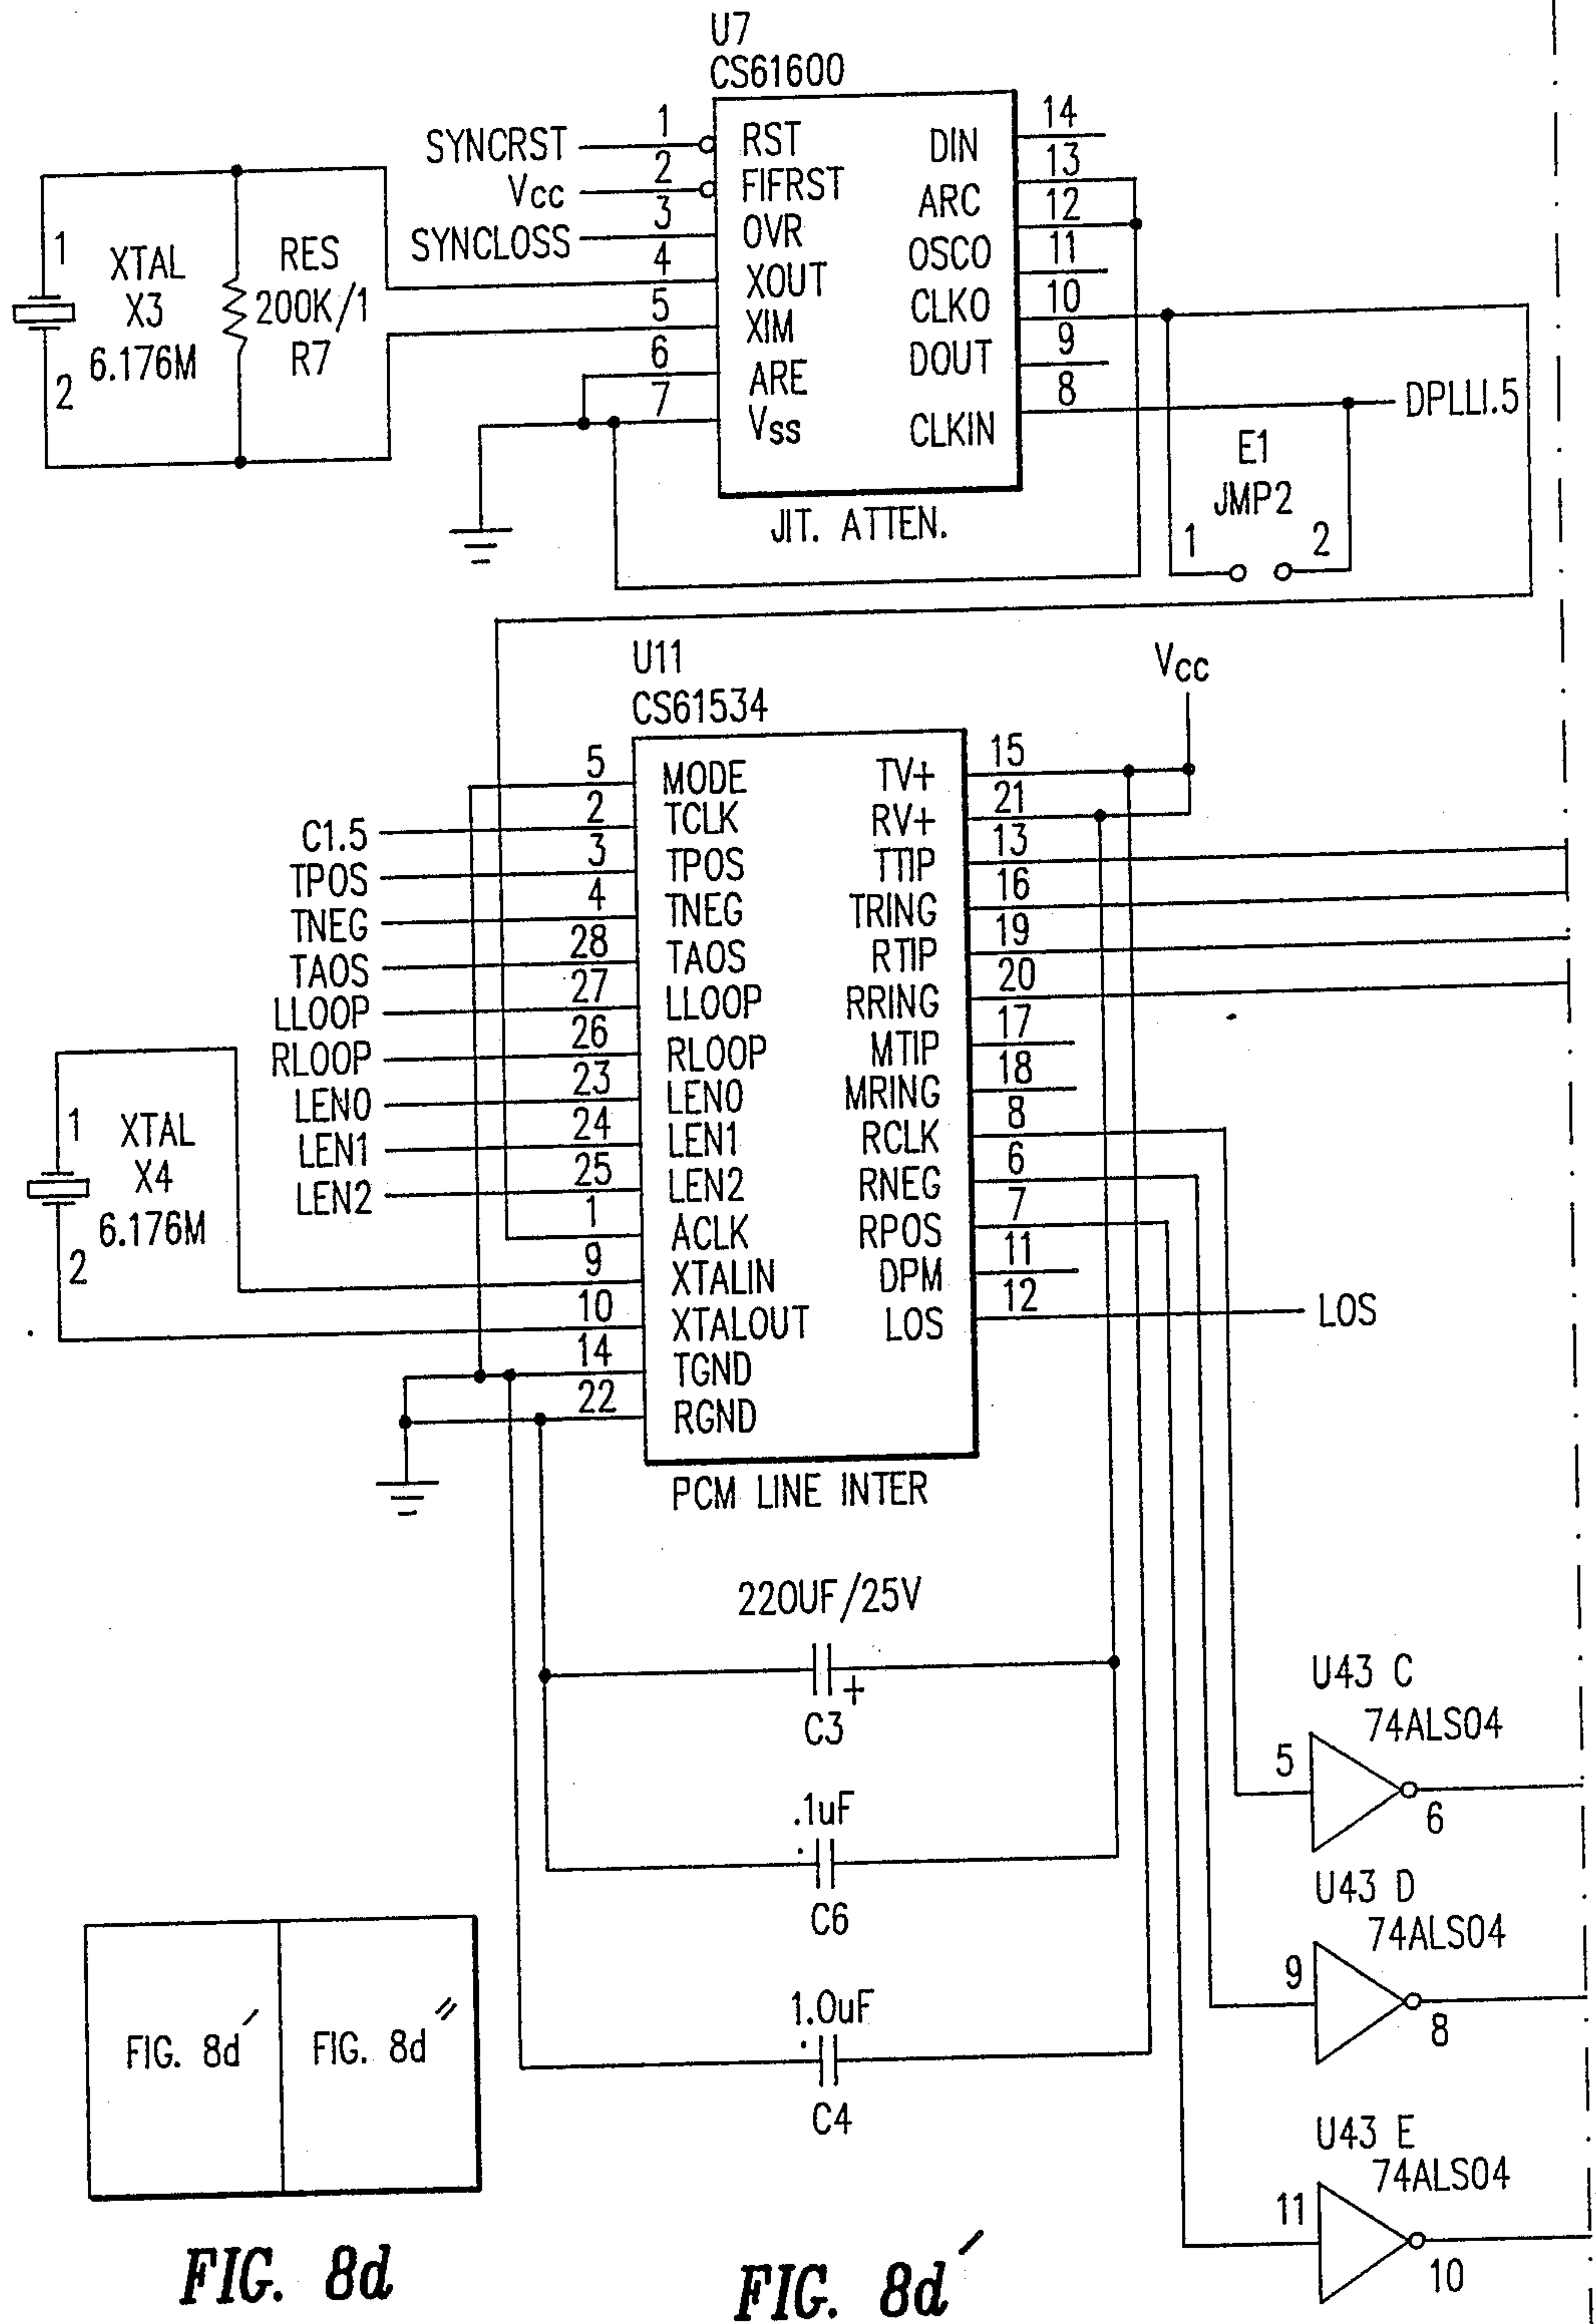 U7
CS61600
SYNCRST 1 RST DIN 14
Vcc 2 FIFRST ARC 13
SYNCLOSS 3 OVR OSCO 12
4 XOUT CLKO 11
5 XIM DOUT 10
6 ARE CLKIN 9
7 Vss 8
JIT. ATTEN.
1
XTAL
X3
6.176M
2
RES
200K/1
R7
DPLLI.5
E1
JMP2
1 2
U11
CS61534
Vcc
5 MODE TV+ 15
C1.5 2 TCLK RV+ 21
TPOS 3 TPOS TTIP 13
TNEG 4 TNEG TRING 16
TAOS 28 TAOS RTIP 19
LLOOP 27 LLOOP RRING 20
RLOOP 26 RLOOP MTIP 17
LEN0 23 LEN0 MRING 18
LEN1 24 LEN1 RCLK 8
LEN2 25 LEN2 RNEG 6
1 ACLK RPOS 7
9 XTALIN DPM 11
10 XTALOUT LOS 12 LOS
14 TGND
22 RGND
PCM LINE INTER
1
XTAL
X4
6.176M
2
220UF/25V
+
C3
.1uF
C6
1.0uF
C4
U43 C
74ALS04
5 6
U43 D
74ALS04
9 8
U43 E
74ALS04
11 10
FIG. 8d′ FIG. 8d″
FIG. 8d
FIG. 8d′